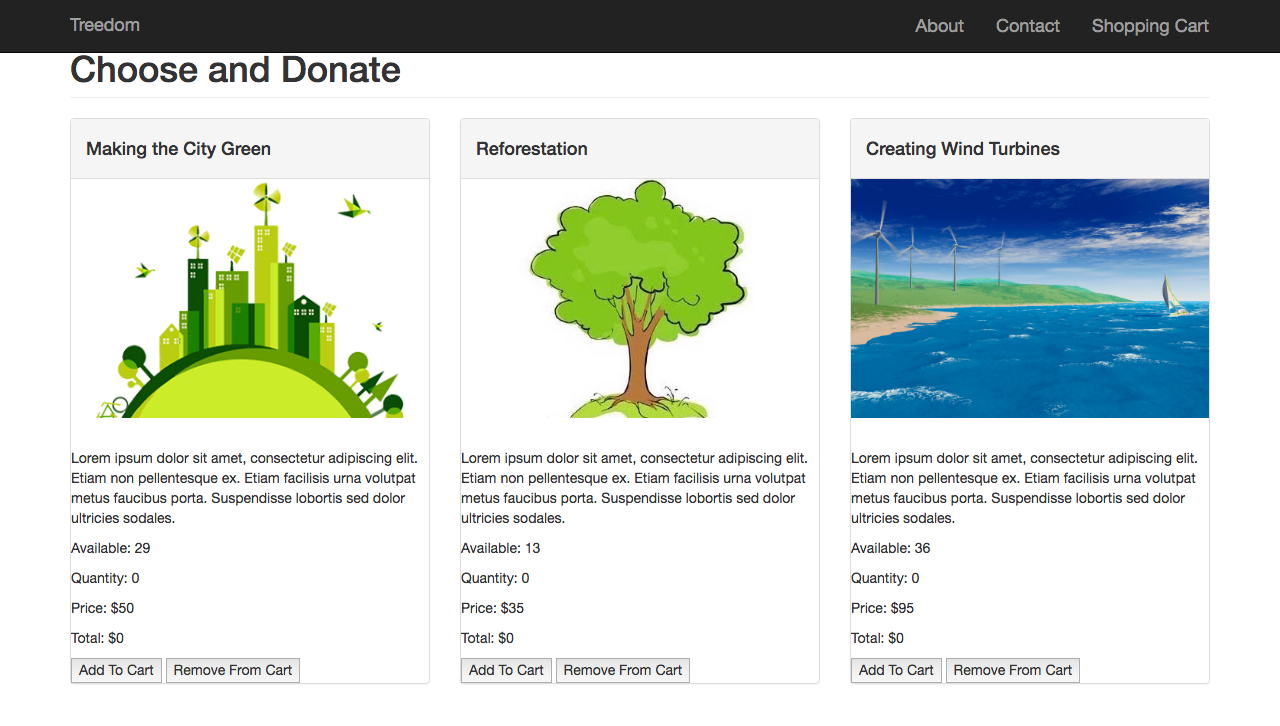 Treedom About Contact Shopping Cart
Choose and Donate
Making the City Green
Lorem ipsum dolor sit amet, consectetur adipiscing elit.
Etiam non pellentesque ex. Etiam facilisis urna volutpat
metus faucibus porta. Suspendisse lobortis sed dolor
ultricies sodales.
Available: 29
Quantity: 0
Price: $50
Total: $0
Add To Cart Remove From Cart
Reforestation
Lorem ipsum dolor sit amet, consectetur adipiscing elit.
Etiam non pellentesque ex. Etiam facilisis urna volutpat
metus faucibus porta. Suspendisse lobortis sed dolor
ultricies sodales.
Available: 13
Quantity: 0
Price: $35
Total: $0
Add To Cart Remove From Cart
Creating Wind Turbines
Lorem ipsum dolor sit amet, consectetur adipiscing elit.
Etiam non pellentesque ex. Etiam facilisis urna volutpat
metus faucibus porta. Suspendisse lobortis sed dolor
ultricies sodales.
Available: 36
Quantity: 0
Price: $95
Total: $0
Add To Cart Remove From Cart